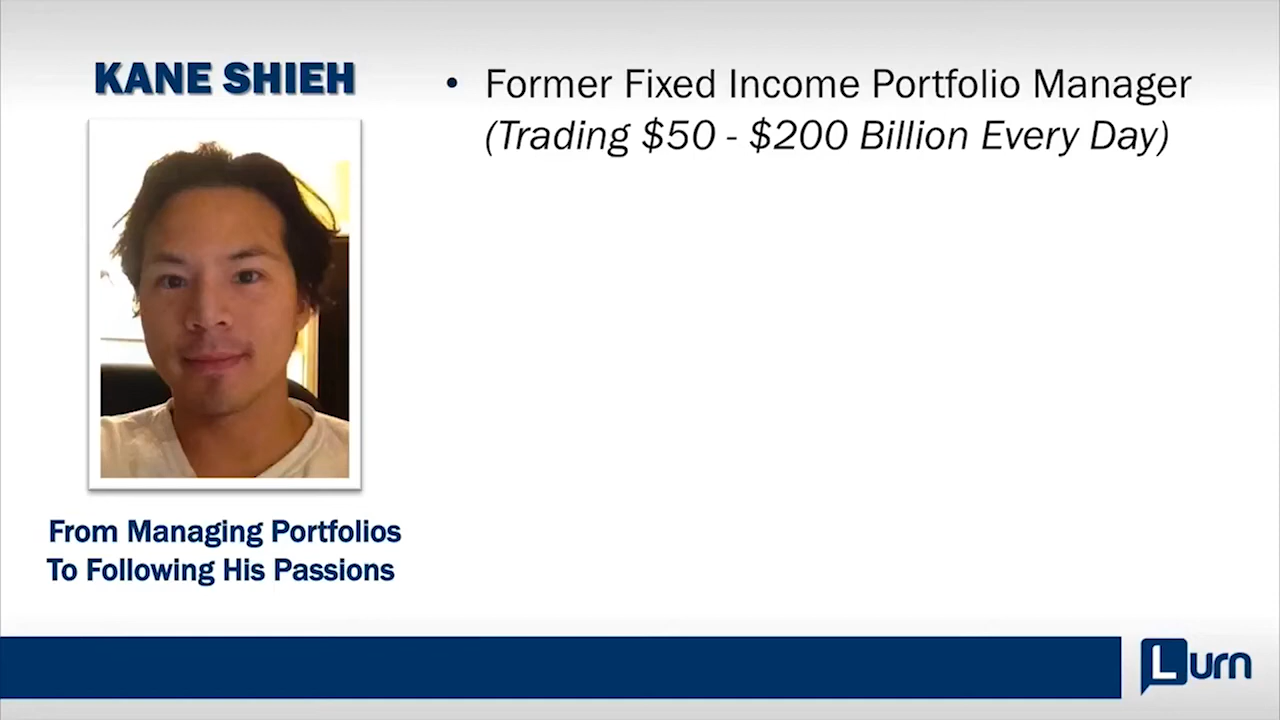 KANE SHIEH
• Former Fixed Income Portfolio Manager
(Trading $50 - $200 Billion Every Day)
From Managing Portfolios
To Following His Passions
Lurn